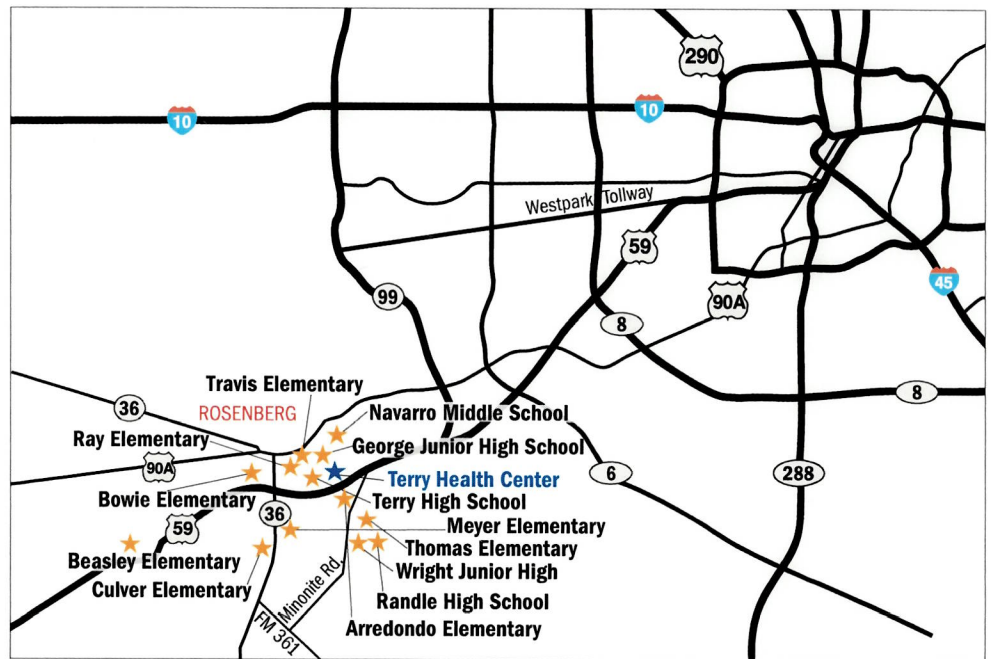 290
10
10
Westpark Tollway
59
45
99
90A
8
Travis Elementary
36
ROSENBERG
Navarro Middle School
8
Ray Elementary
George Junior High School
90A
Terry Health Center
6
288
Bowie Elementary
Terry High School
36
59
Meyer Elementary
Thomas Elementary
Beasley Elementary
Wright Junior High
Culver Elementary
Minonite Rd.
Randle High School
FM 361
Arredondo Elementary